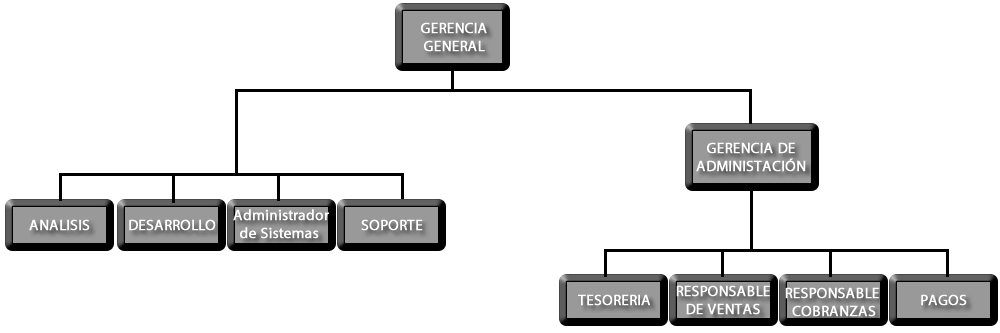 GERENCIA
GENERAL
GERENCIA DE
ADMINISTACIÓN
ANALISIS
DESARROLLO
Administrador
de Sistemas
SOPORTE
TESORERIA
RESPONSABLE
DE VENTAS
RESPONSABLE
COBRANZAS
PAGOS